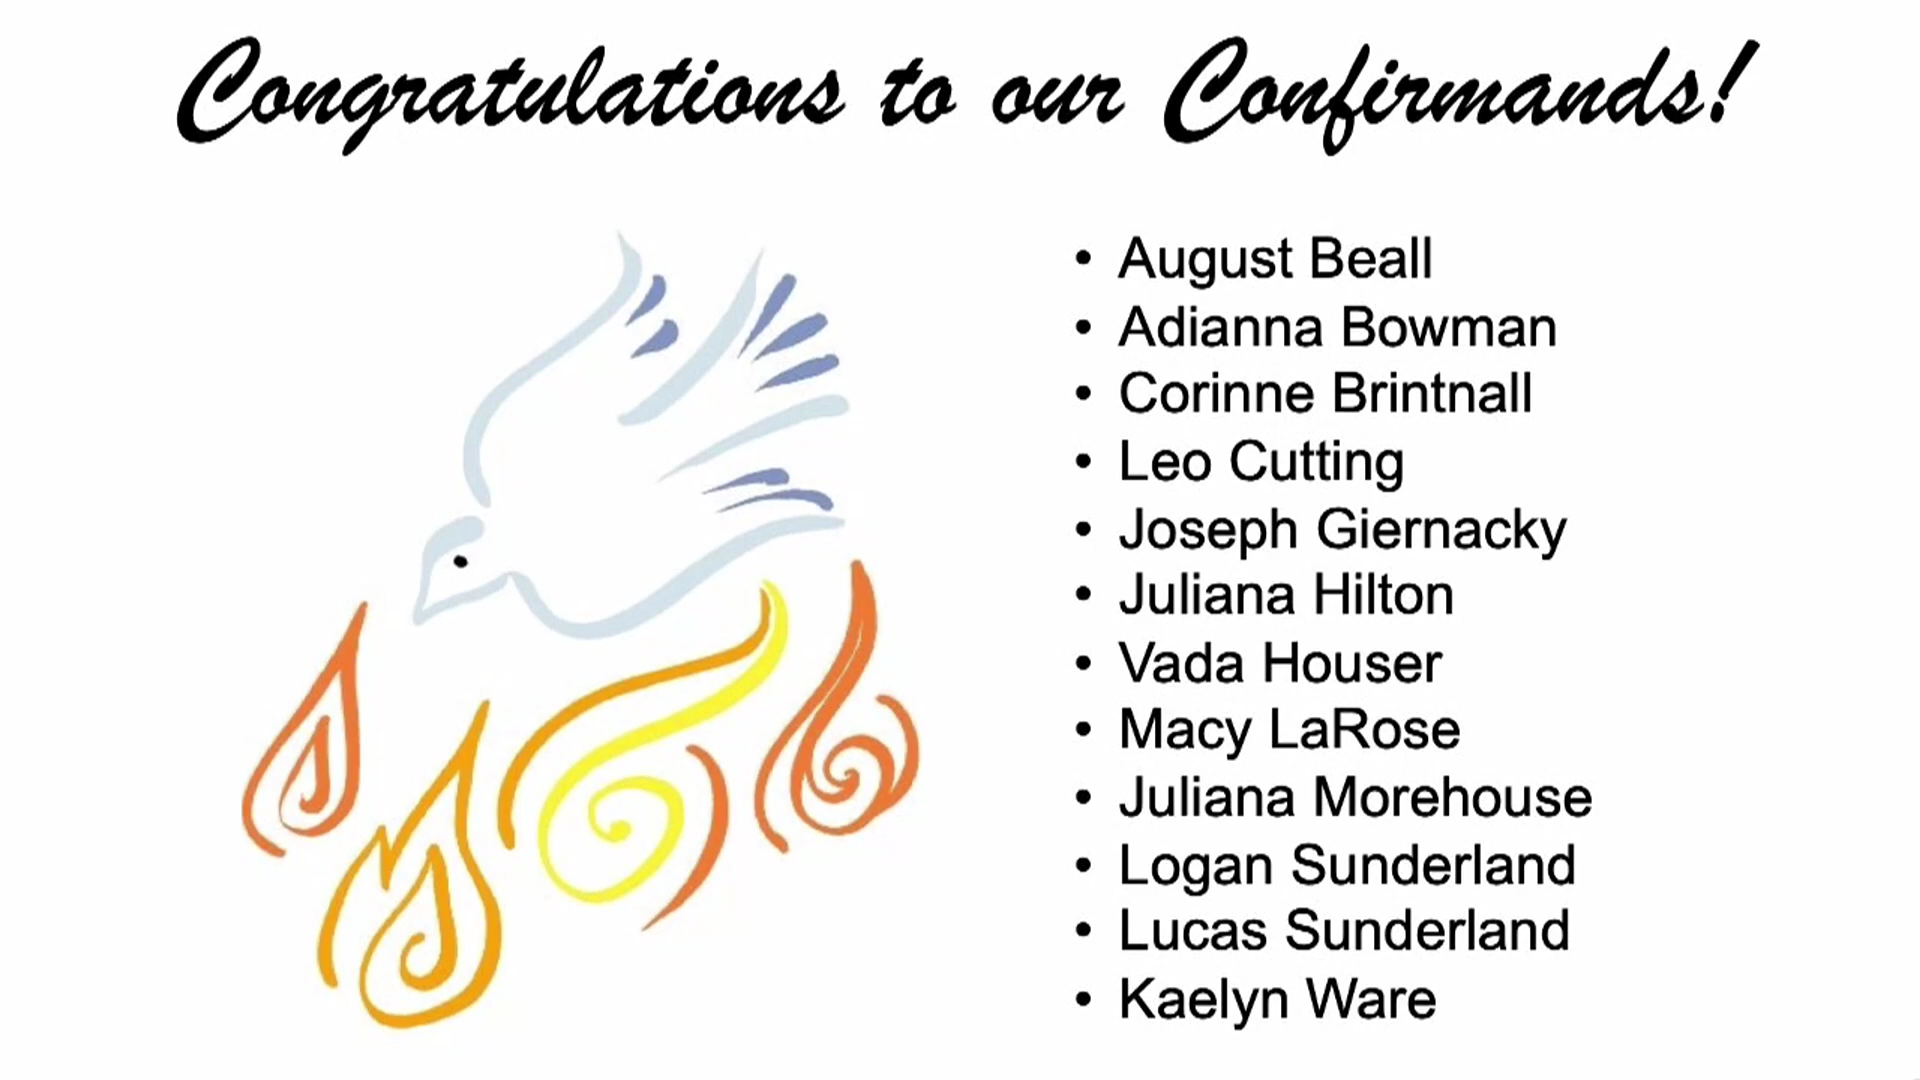 Congratulations to our Confirmands!
• August Beall
• Adianna Bowman
• Corinne Brintnall
• Leo Cutting
• Joseph Giernacky
• Juliana Hilton
• Vada Houser
• Macy LaRose
• Juliana Morehouse
• Logan Sunderland
• Lucas Sunderland
• Kaelyn Ware